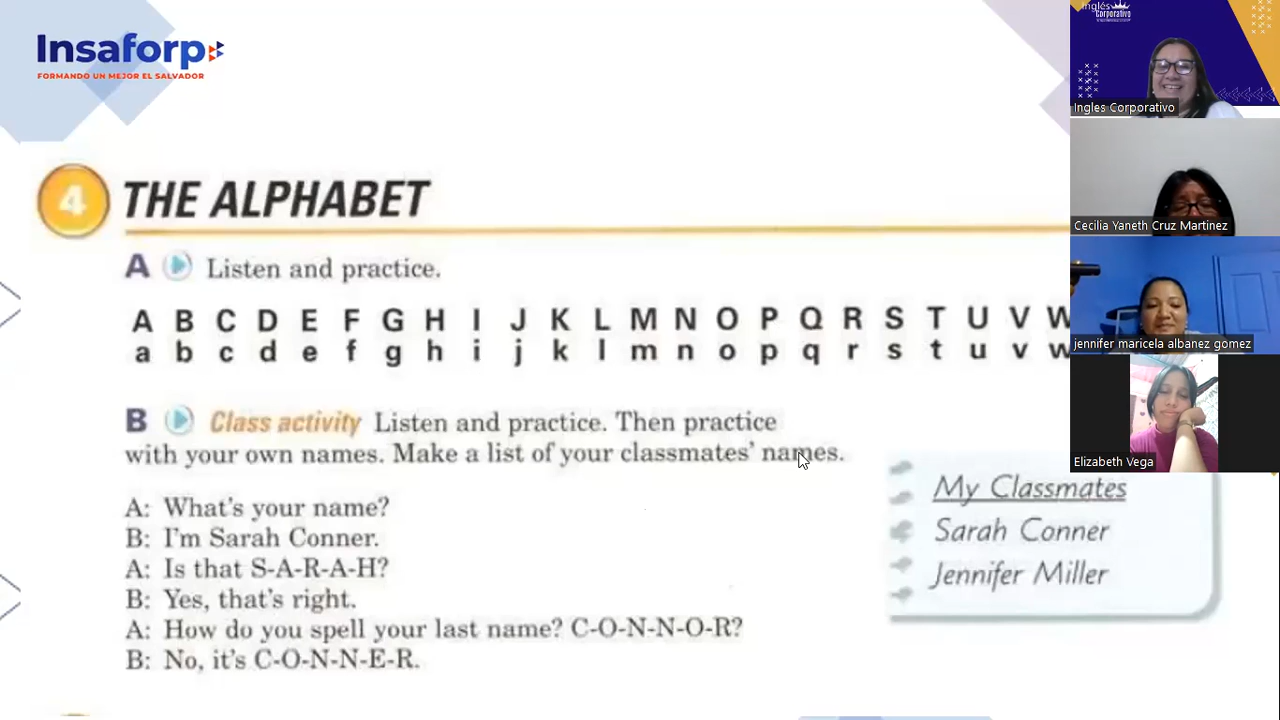 Insaforp
FORMANDO UN MEJOR EL SALVADOR
4 THE ALPHABET
A Listen and practice.
A B C D E F G H I J K L M N O P Q R S T U V W
a b c d e f g h i j k l m n o p q r s t u v w
B Class activity Listen and practice. Then practice
with your own names. Make a list of your classmates' names.
A: What's your name?
B: I'm Sarah Conner.
A: Is that S-A-R-A-H?
B: Yes, that's right.
A: How do you spell your last name? C-O-N-N-O-R?
B: No, it's C-O-N-N-E-R.
My Classmates
Sarah Conner
Jennifer Miller
Inglés
Corporativo
Ingles Corporativo
Cecilia Yaneth Cruz Martinez
jennifer maricela albanez gomez
Elizabeth Vega